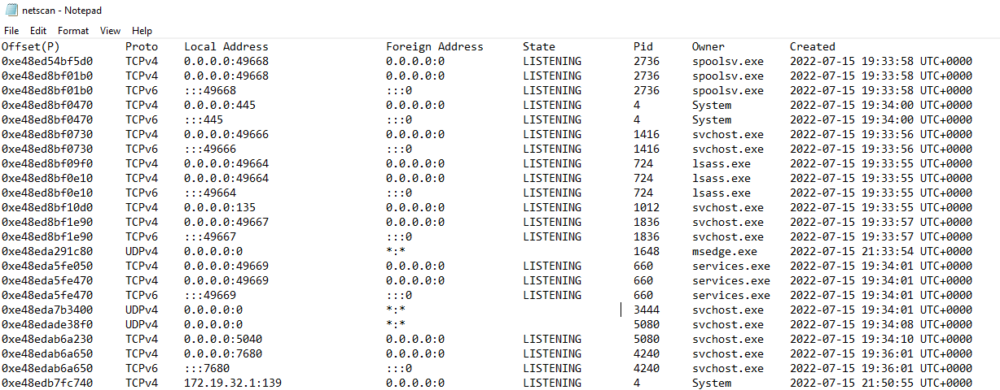 netscan - Notepad
File Edit Format View Help
Offset(P) Proto Local Address Foreign Address State Pid Owner Created
0xe48ed54bf5d0 TCPv4 0.0.0.0:49668 0.0.0.0:0 LISTENING 2736 spoolsv.exe 2022-07-15 19:33:58 UTC+0000
0xe48ed8bf01b0 TCPv4 0.0.0.0:49668 0.0.0.0:0 LISTENING 2736 spoolsv.exe 2022-07-15 19:33:58 UTC+0000
0xe48ed8bf01b0 TCPv6 :::49668 :::0 LISTENING 2736 spoolsv.exe 2022-07-15 19:33:58 UTC+0000
0xe48ed8bf0470 TCPv4 0.0.0.0:445 0.0.0.0:0 LISTENING 4 System 2022-07-15 19:34:00 UTC+0000
0xe48ed8bf0470 TCPv6 :::445 :::0 LISTENING 4 System 2022-07-15 19:34:00 UTC+0000
0xe48ed8bf0730 TCPv4 0.0.0.0:49666 0.0.0.0:0 LISTENING 1416 svchost.exe 2022-07-15 19:33:56 UTC+0000
0xe48ed8bf0730 TCPv6 :::49666 :::0 LISTENING 1416 svchost.exe 2022-07-15 19:33:56 UTC+0000
0xe48ed8bf09f0 TCPv4 0.0.0.0:49664 0.0.0.0:0 LISTENING 724 lsass.exe 2022-07-15 19:33:55 UTC+0000
0xe48ed8bf0e10 TCPv4 0.0.0.0:49664 0.0.0.0:0 LISTENING 724 lsass.exe 2022-07-15 19:33:55 UTC+0000
0xe48ed8bf0e10 TCPv6 :::49664 :::0 LISTENING 724 lsass.exe 2022-07-15 19:33:55 UTC+0000
0xe48ed8bf10d0 TCPv4 0.0.0.0:135 0.0.0.0:0 LISTENING 1012 svchost.exe 2022-07-15 19:33:55 UTC+0000
0xe48ed8bf1e90 TCPv4 0.0.0.0:49667 0.0.0.0:0 LISTENING 1836 svchost.exe 2022-07-15 19:33:57 UTC+0000
0xe48ed8bf1e90 TCPv6 :::49667 :::0 LISTENING 1836 svchost.exe 2022-07-15 19:33:57 UTC+0000
0xe48eda291c80 UDPv4 0.0.0.0:0 *:* 1648 msedge.exe 2022-07-15 21:33:54 UTC+0000
0xe48eda5fe050 TCPv4 0.0.0.0:49669 0.0.0.0:0 LISTENING 660 services.exe 2022-07-15 19:34:01 UTC+0000
0xe48eda5fe470 TCPv4 0.0.0.0:49669 0.0.0.0:0 LISTENING 660 services.exe 2022-07-15 19:34:01 UTC+0000
0xe48eda5fe470 TCPv6 :::49669 :::0 LISTENING 660 services.exe 2022-07-15 19:34:01 UTC+0000
0xe48eda7b3400 UDPv4 0.0.0.0:0 *:* 3444 svchost.exe 2022-07-15 19:34:01 UTC+0000
0xe48edade38f0 UDPv4 0.0.0.0:0 *:* 5080 svchost.exe 2022-07-15 19:34:08 UTC+0000
0xe48edab6a230 TCPv4 0.0.0.0:5040 0.0.0.0:0 LISTENING 5080 svchost.exe 2022-07-15 19:34:10 UTC+0000
0xe48edab6a650 TCPv4 0.0.0.0:7680 0.0.0.0:0 LISTENING 4240 svchost.exe 2022-07-15 19:36:01 UTC+0000
0xe48edab6a650 TCPv6 :::7680 :::0 LISTENING 4240 svchost.exe 2022-07-15 19:36:01 UTC+0000
0xe48edb7fc740 TCPv4 172.19.32.1:139 0.0.0.0:0 LISTENING 4 System 2022-07-15 21:50:55 UTC+0000